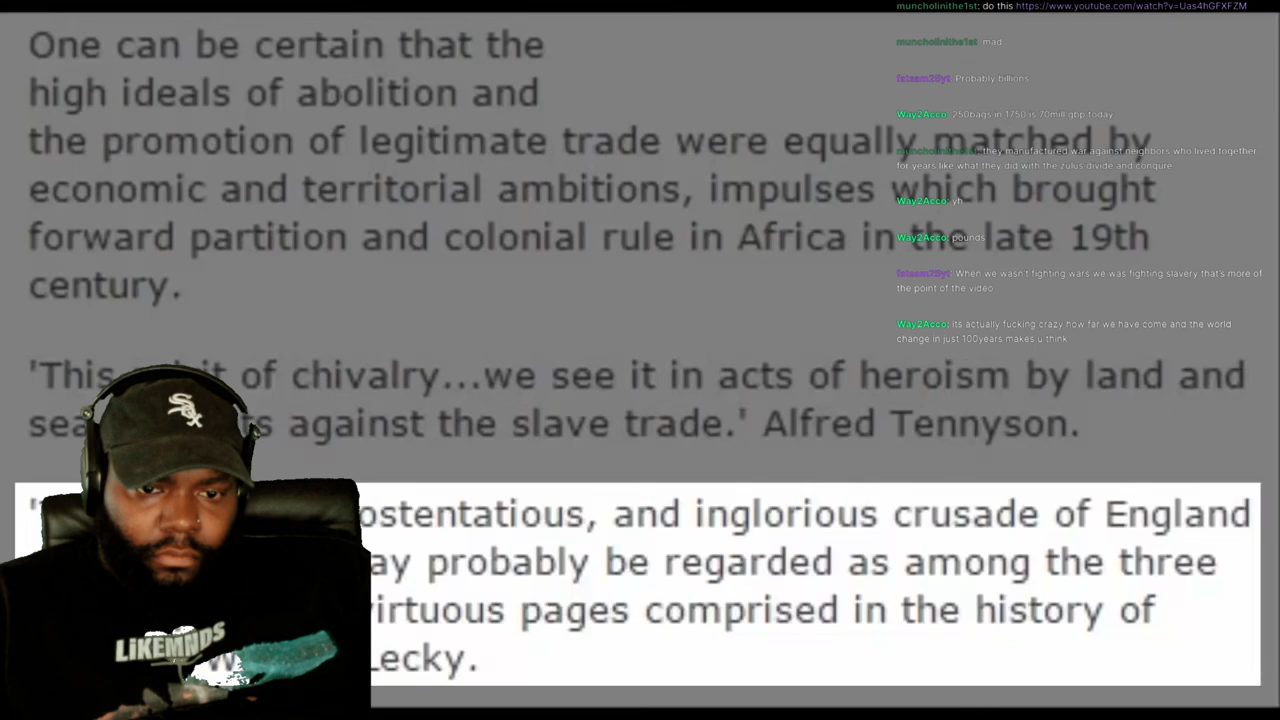 muncholinithe1st: do this https://www.youtube.com/watch?v=Uas4hGFXFZM
One can be certain that the
high ideals of abolition and
the promotion of legitimate trade were equally matched by
economic and territorial ambitions, impulses which brought
forward partition and colonial rule in Africa in the late 19th
century.
'This of chivalry...we see it in acts of heroism by land and
sea against the slave trade.' Alfred Tennyson.
ostentatious, and inglorious crusade of England
ay probably be regarded as among the three
virtuous pages comprised in the history of
Lecky.
muncholinithe1st: mad
fateem25yt: Probably billions
Way2Acco: 250bags in 1750 is 70mill gbp today
muncholinithe1st: they manufactured war against neighbors who lived together
for years like what they did with the zulus divide and conqure
Way2Acco: yh
Way2Acco: pounds
fateem25yt: When we wasn't fighting wars we was fighting slavery that's more of
the point of the video
Way2Acco: its actually fucking crazy how far we have come and the world
change in just 100years makes u think
Sox
LiKEMiNDS